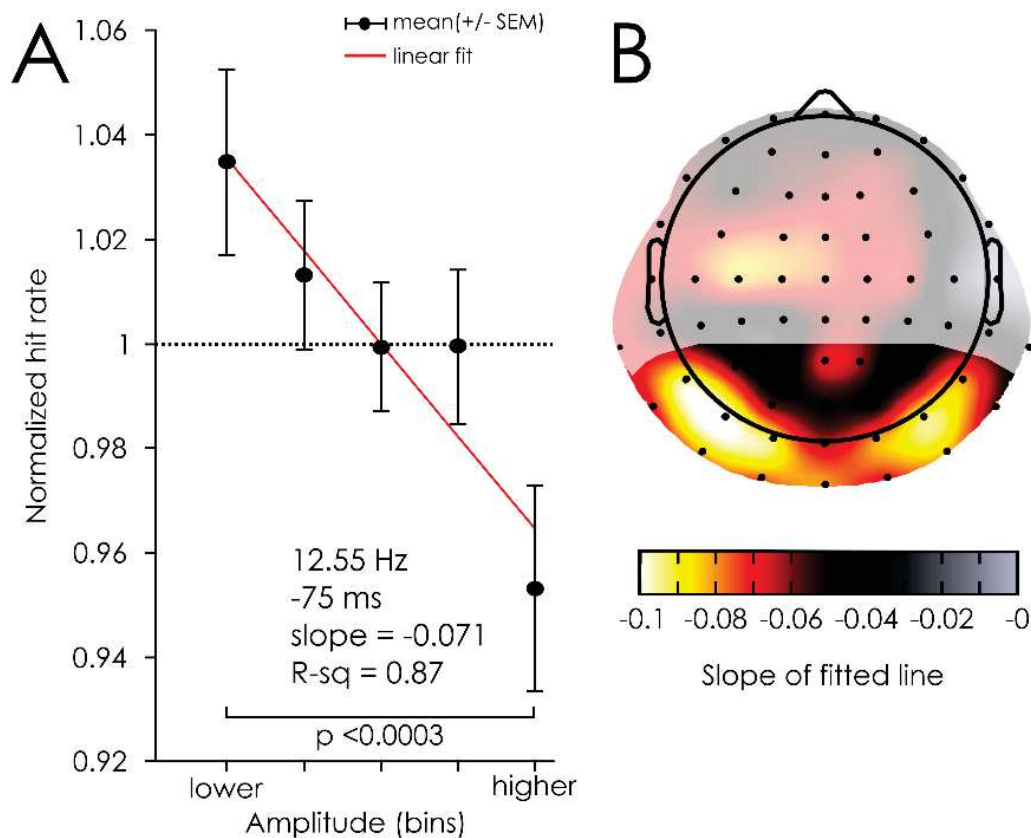 A
mean(+/- SEM)
linear fit
Normalized hit rate
1.06
1.04
1.02
1
0.98
0.96
0.94
0.92
12.55 Hz
-75 ms
slope = -0.071
R-sq = 0.87
p <0.0003
lower
higher
Amplitude (bins)
B
-0.1 -0.08 -0.06 -0.04 -0.02 -0
Slope of fitted line